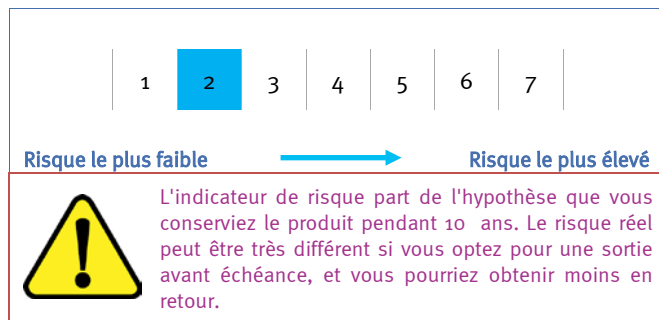 1 2 3 4 5 6 7
Risque le plus faible Risque le plus élevé
L'indicateur de risque part de l'hypothèse que vous
conserviez le produit pendant 10 ans. Le risque réel
peut être très différent si vous optez pour une sortie
avant échéance, et vous pourriez obtenir moins en
retour.